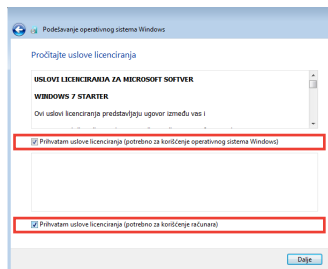 Podešavanje operativnog sistema Windows
Pročitajte uslove licenciranja
USLOVI LICENCIRANJA ZA MICROSOFT SOFTVER
WINDOWS 7 STARTER
Ovi uslovi licenciranja predstavljaju ugovor između vas i
Prihvatam uslove licenciranja (potrebno za korišćenje operativnog sistema Windows)
Prihvatam uslove licenciranja (potrebno za korišćenje računara)
Dalje